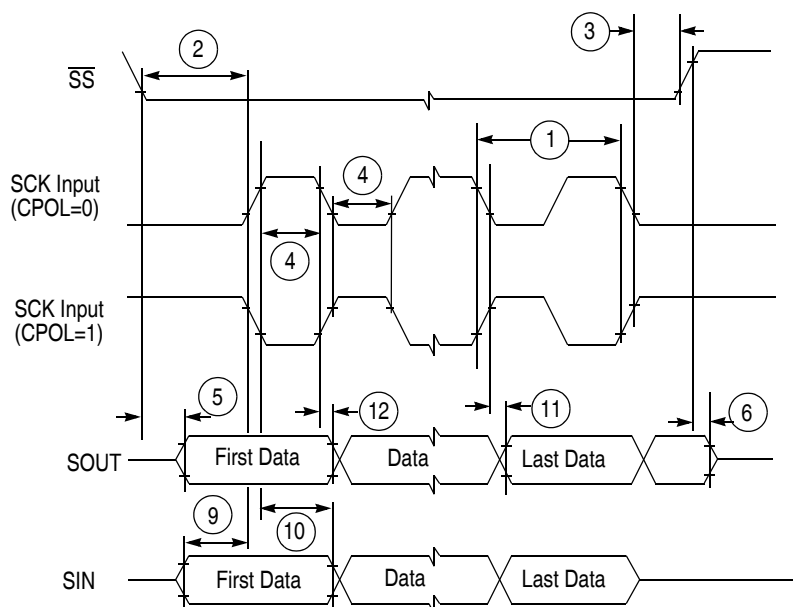 2
3
SS
1
SCK Input
(CPOL=0)
4
4
SCK Input
(CPOL=1)
5
12
11
6
SOUT
First Data
Data
Last Data
9
10
SIN
First Data
Data
Last Data